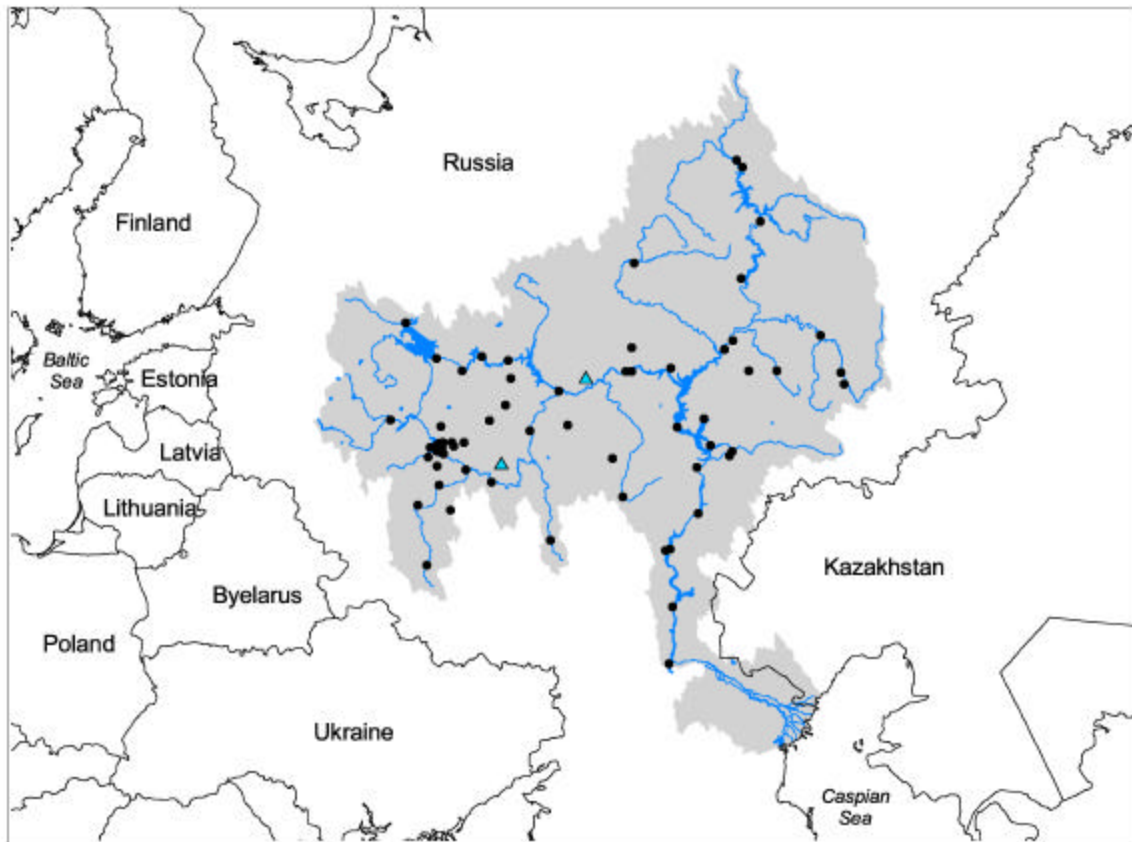 Russia
Finland
Baltic
Sea
Estonia
Latvia
Lithuania
Kazakhstan
Byelarus
Poland
Ukraine
Caspian
Sea